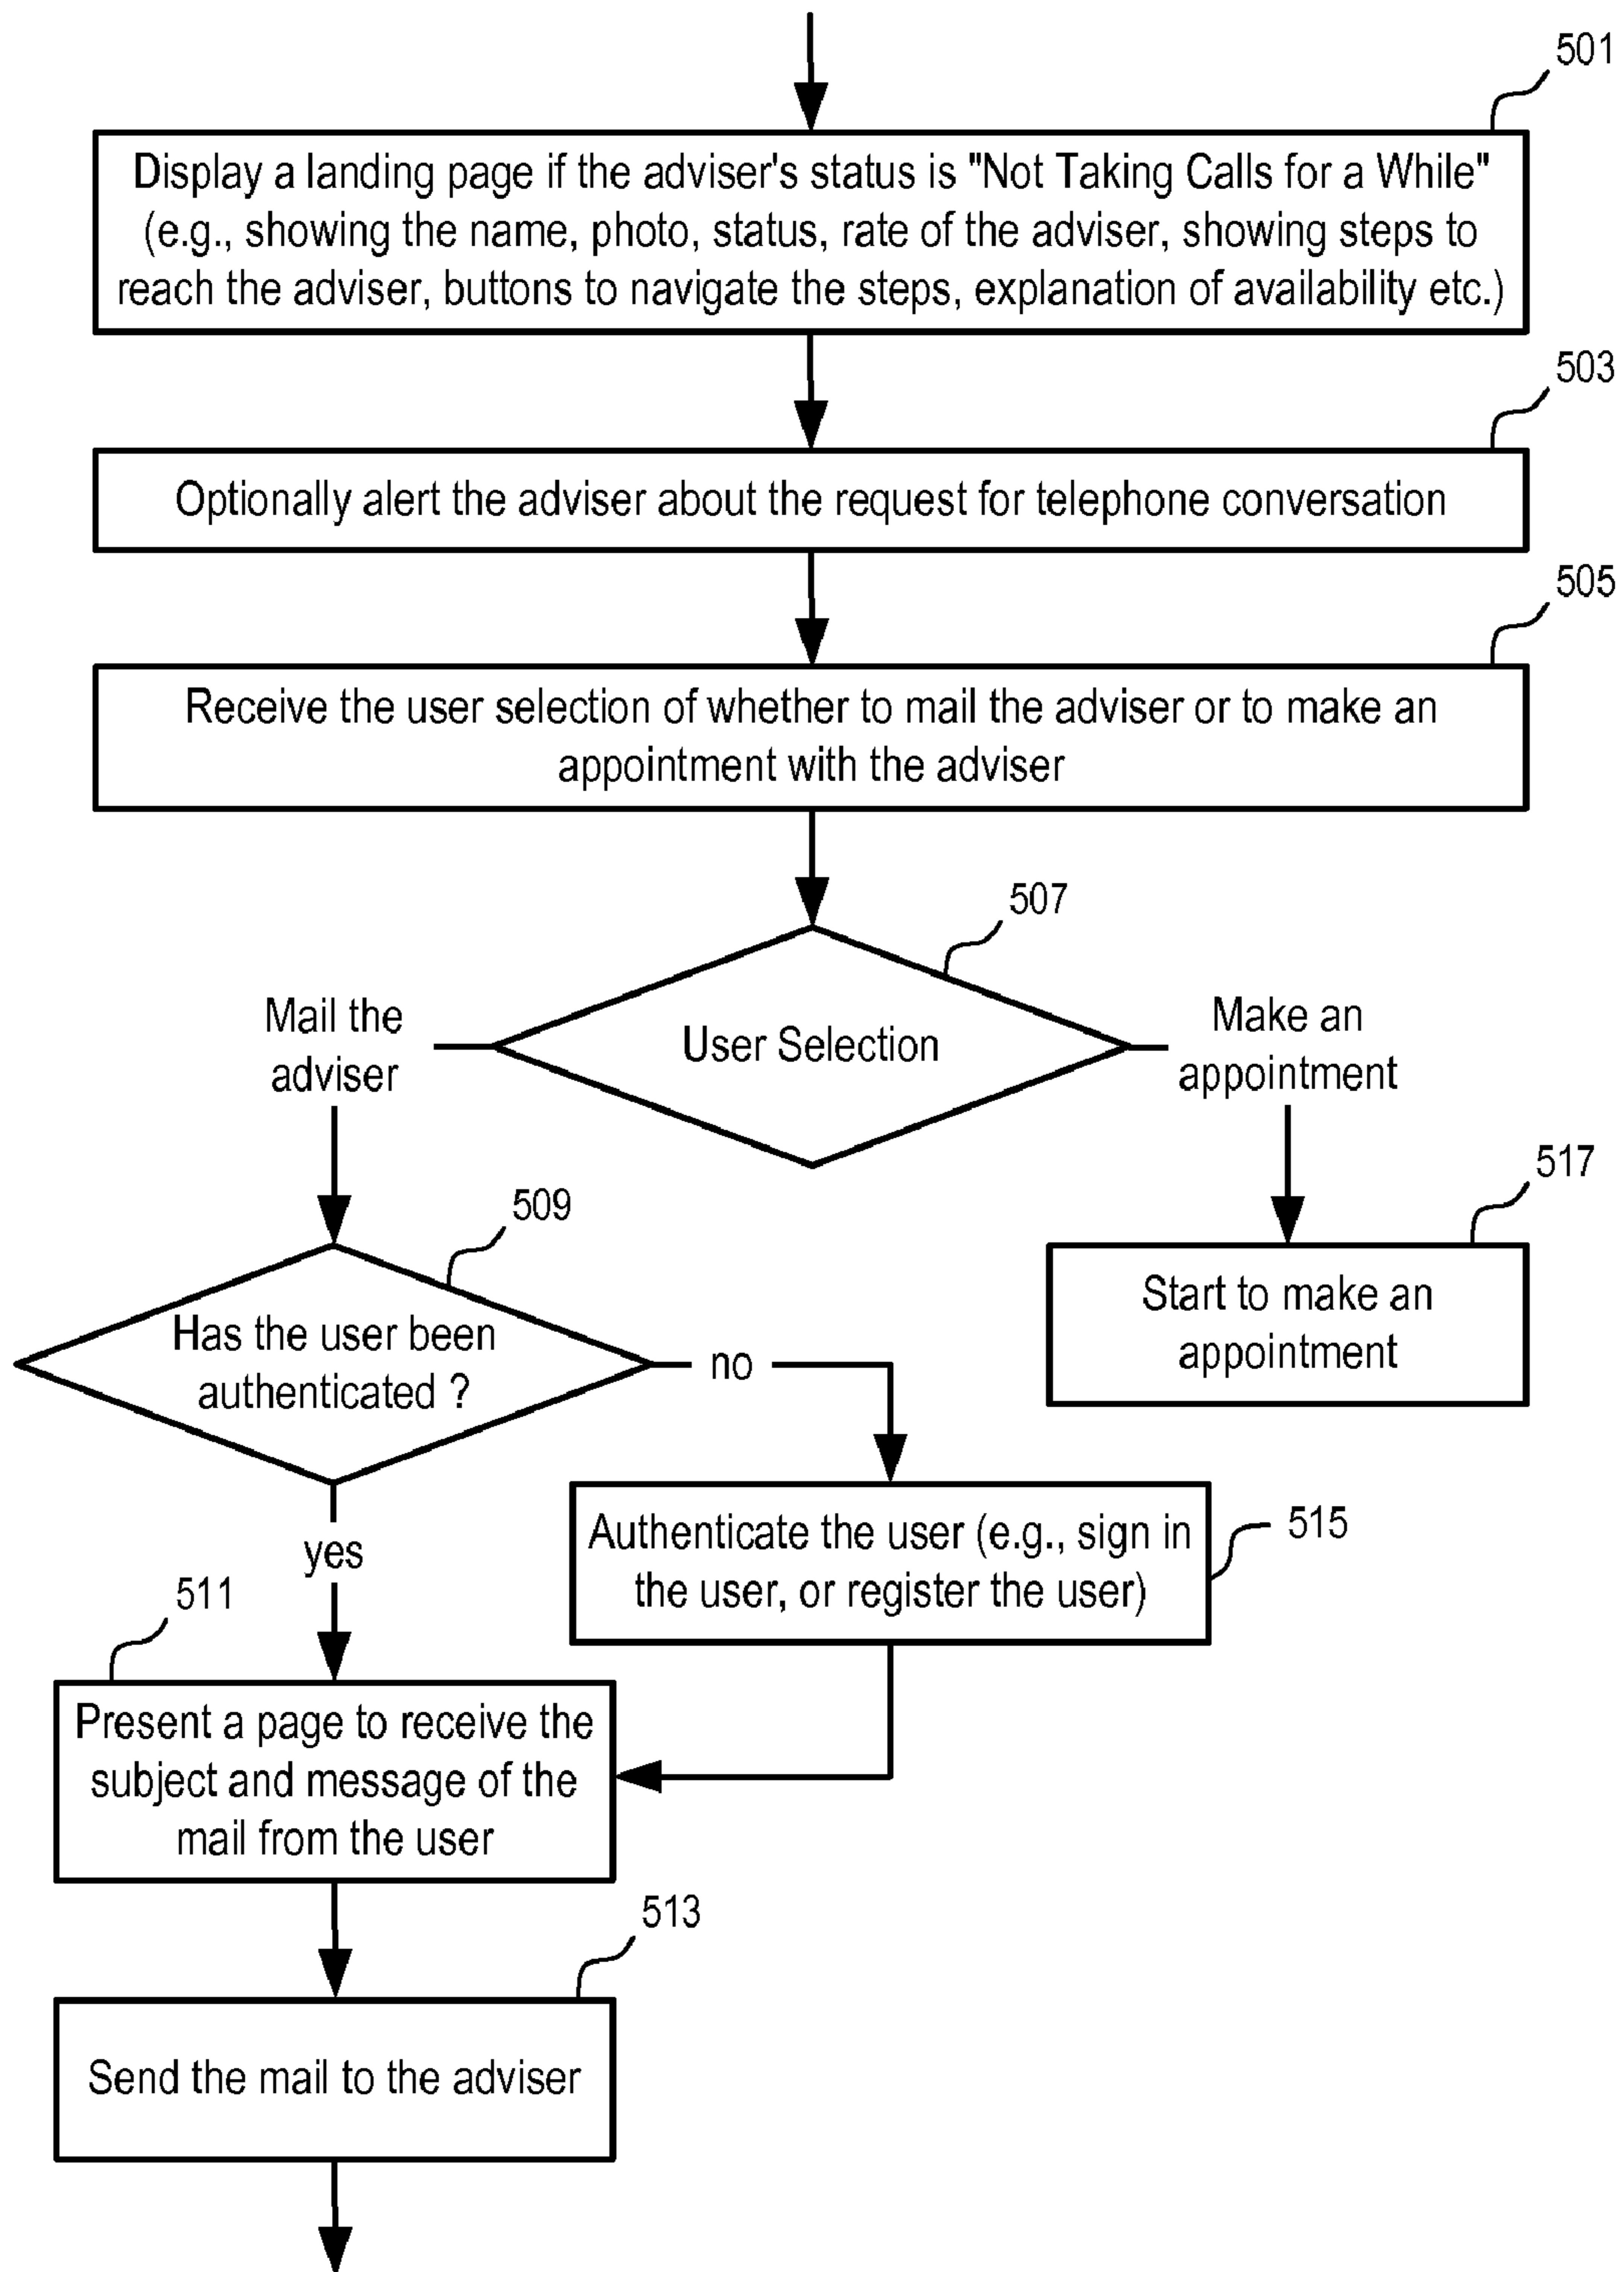 501
Display a landing page if the adviser's status is "Not Taking Calls for a While"
(e.g., showing the name, photo, status, rate of the adviser, showing steps to
reach the adviser, buttons to navigate the steps, explanation of availability etc.)
503
Optionally alert the adviser about the request for telephone conversation
505
Receive the user selection of whether to mail the adviser or to make an
appointment with the adviser
507
Mail the
adviser
User Selection
Make an
appointment
517
509
Start to make an
appointment
Has the user been
authenticated ?
no
yes
Authenticate the user (e.g., sign in
the user, or register the user)
515
511
Present a page to receive the
subject and message of the
mail from the user
513
Send the mail to the adviser